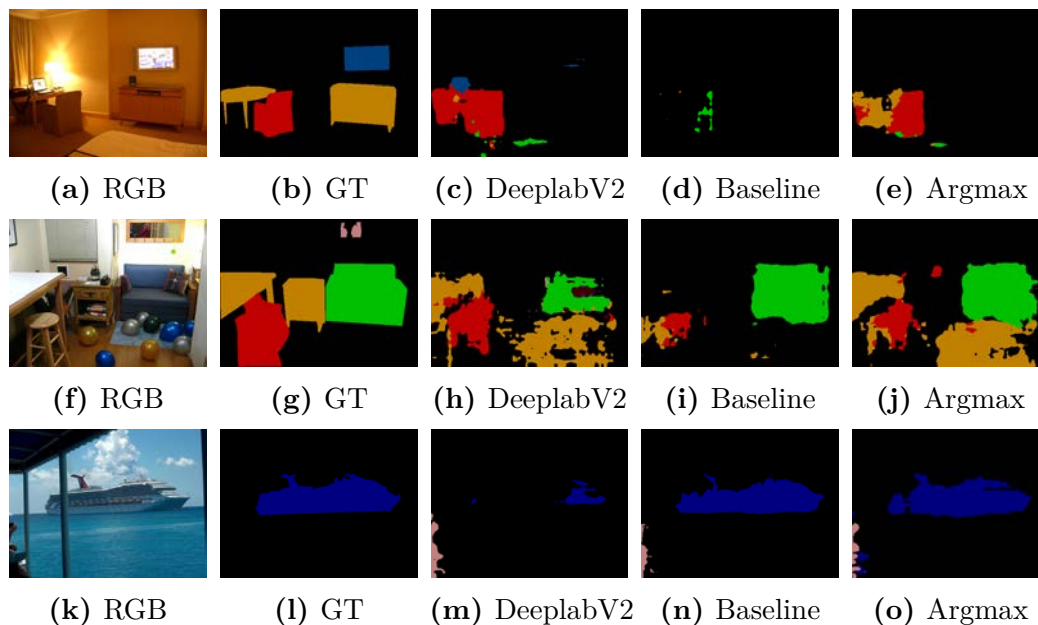 (a) RGB (b) GT (c) DeeplabV2 (d) Baseline (e) Argmax
(f) RGB (g) GT (h) DeeplabV2 (i) Baseline (j) Argmax
(k) RGB (l) GT (m) DeeplabV2 (n) Baseline (o) Argmax